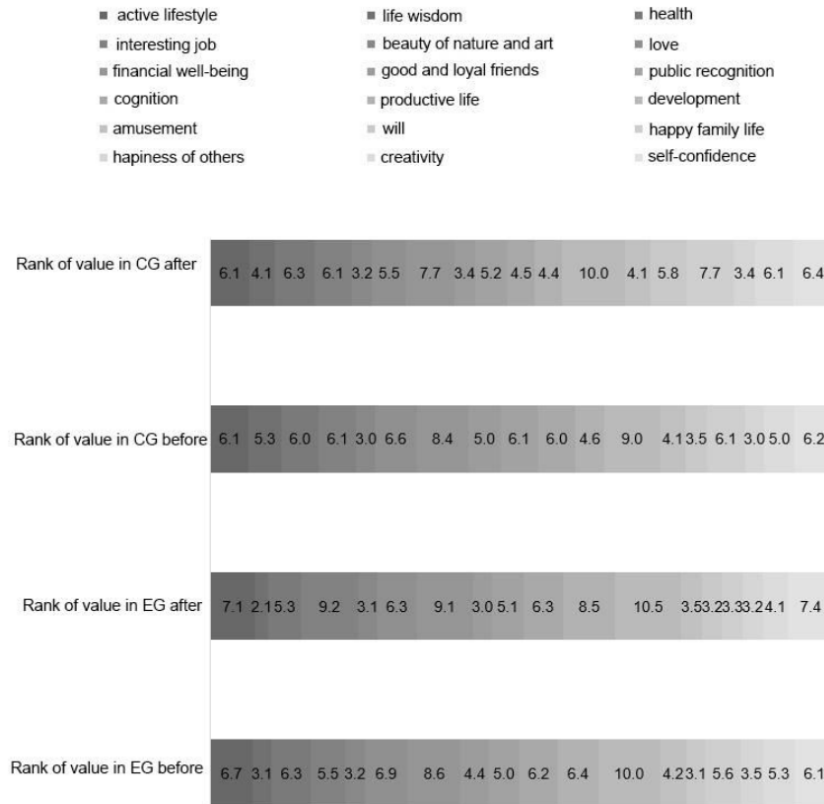 active lifestyle life wisdom health
interesting job beauty of nature and art love
financial well-being good and loyal friends public recognition
cognition productive life development
amusement will happy family life
hapiness of others creativity self-confidence
Rank of value in CG after 6.1 4.1 6.3 6.1 3.2 5.5 7.7 3.4 5.2 4.5 4.4 10.0 4.1 5.8 7.7 3.4 6.1 6.4
Rank of value in CG before 6.1 5.3 6.0 6.1 3.0 6.6 8.4 5.0 6.1 6.0 4.6 9.0 4.1 3.5 6.1 3.0 5.0 6.2
Rank of value in EG after 7.1 2.1 5.3 9.2 3.1 6.3 9.1 3.0 5.1 6.3 8.5 10.5 3.5 3.2 3.3 3.2 4.1 7.4
Rank of value in EG before 6.7 3.1 6.3 5.5 3.2 6.9 8.6 4.4 5.0 6.2 6.4 10.0 4.2 3.1 5.6 3.5 5.3 6.1